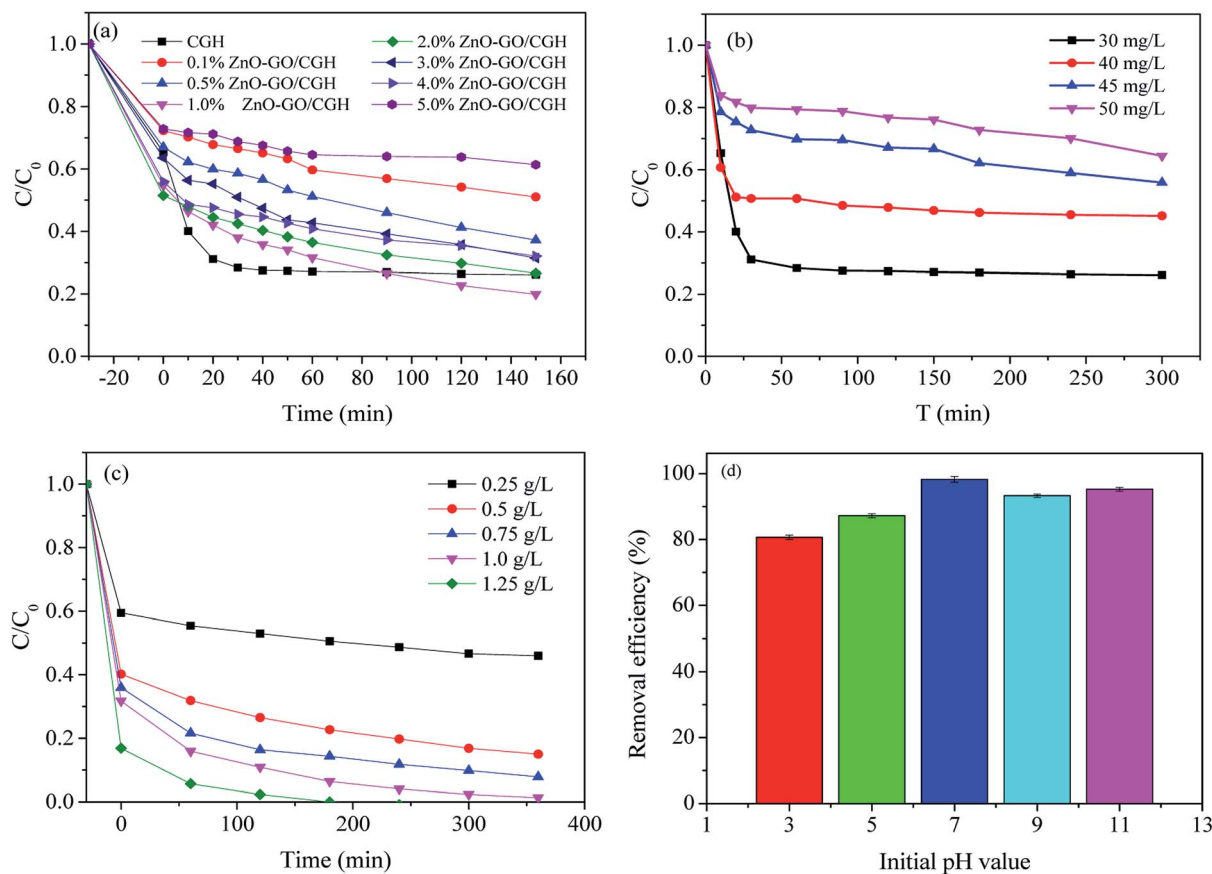 (a)
CGH
0.1% ZnO-GO/CGH
0.5% ZnO-GO/CGH
1.0% ZnO-GO/CGH
2.0% ZnO-GO/CGH
3.0% ZnO-GO/CGH
4.0% ZnO-GO/CGH
5.0% ZnO-GO/CGH
1.0
0.8
0.6
0.4
0.2
0.0
C/C0
-20 0 20 40 60 80 100 120 140 160
Time (min)
(b)
30 mg/L
40 mg/L
45 mg/L
50 mg/L
1.0
0.8
0.6
0.4
0.2
0.0
C/C0
0 50 100 150 200 250 300
T (min)
(c)
0.25 g/L
0.5 g/L
0.75 g/L
1.0 g/L
1.25 g/L
1.0
0.8
0.6
0.4
0.2
0.0
C/C0
0 100 200 300 400
Time (min)
(d)
100
80
60
40
20
0
Removal efficiency (%)
1 3 5 7 9 11 13
Initial pH value